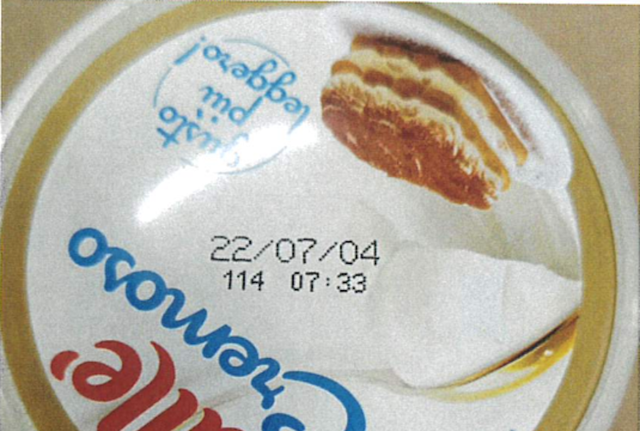 gusto
più
leggero!
22/07/04
114 07:33
Cremoso